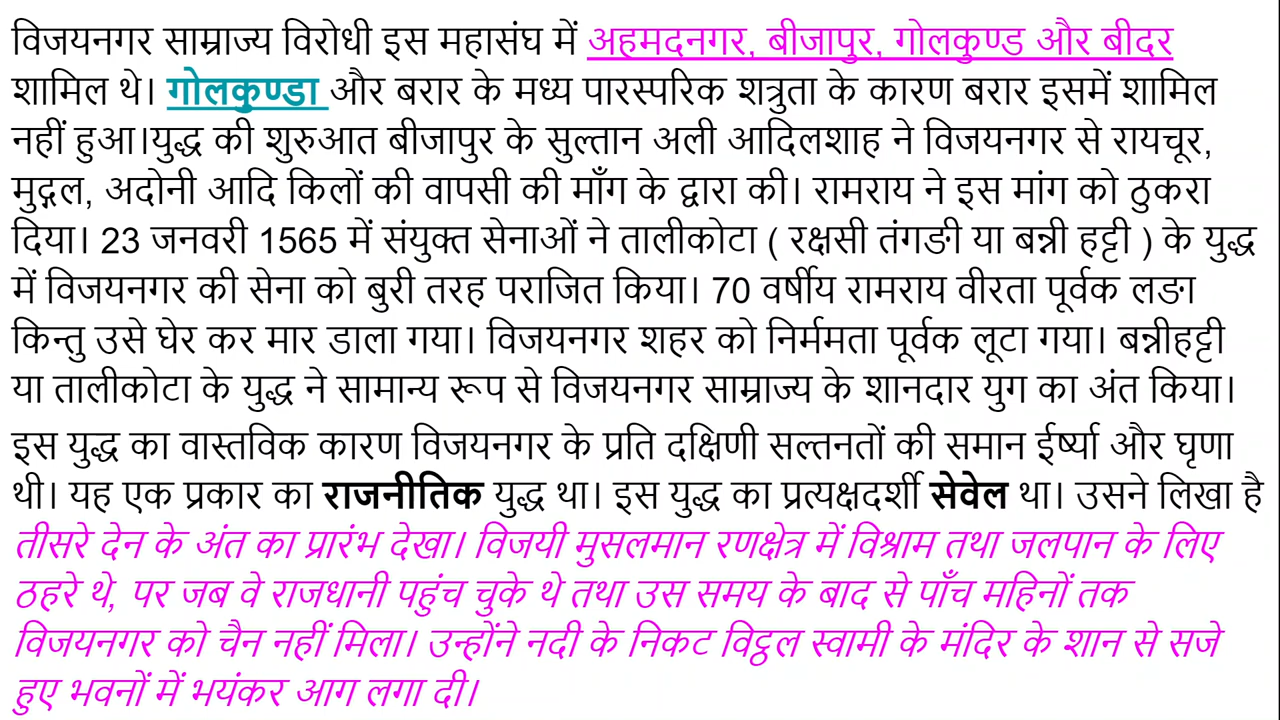 विजयनगर साम्राज्य विरोधी इस महासंघ में अहमदनगर, बीजापुर, गोलकुण्ड और बीदर
शामिल थे। गोलकुण्डा और बरार के मध्य पारस्परिक शत्रुता के कारण बरार इसमें शामिल
नहीं हुआ।युद्ध की शुरुआत बीजापुर के सुल्तान अली आदिलशाह ने विजयनगर से रायचूर,
मुद्गल, अदोनी आदि किलों की वापसी की माँग के द्वारा की। रामराय ने इस मांग को ठुकरा
दिया। 23 जनवरी 1565 में संयुक्त सेनाओं ने तालीकोटा ( रक्षसी तंगङी या बन्नी हट्टी ) के युद्ध
में विजयनगर की सेना को बुरी तरह पराजित किया। 70 वर्षीय रामराय वीरता पूर्वक लङा
किन्तु उसे घेर कर मार डाला गया। विजयनगर शहर को निर्ममता पूर्वक लूटा गया। बन्नीहट्टी
या तालीकोटा के युद्ध ने सामान्य रूप से विजयनगर साम्राज्य के शानदार युग का अंत किया।
इस युद्ध का वास्तविक कारण विजयनगर के प्रति दक्षिणी सल्तनतों की समान ईर्ष्या और घृणा
थी। यह एक प्रकार का राजनीतिक युद्ध था। इस युद्ध का प्रत्यक्षदर्शी सेवेल था। उसने लिखा है
तीसरे देन के अंत का प्रारंभ देखा। विजयी मुसलमान रणक्षेत्र में विश्राम तथा जलपान के लिए
ठहरे थे, पर जब वे राजधानी पहुंच चुके थे तथा उस समय के बाद से पाँच महिनों तक
विजयनगर को चैन नहीं मिला। उन्होंने नदी के निकट विट्ठल स्वामी के मंदिर के शान से सजे
हुए भवनों में भयंकर आग लगा दी।